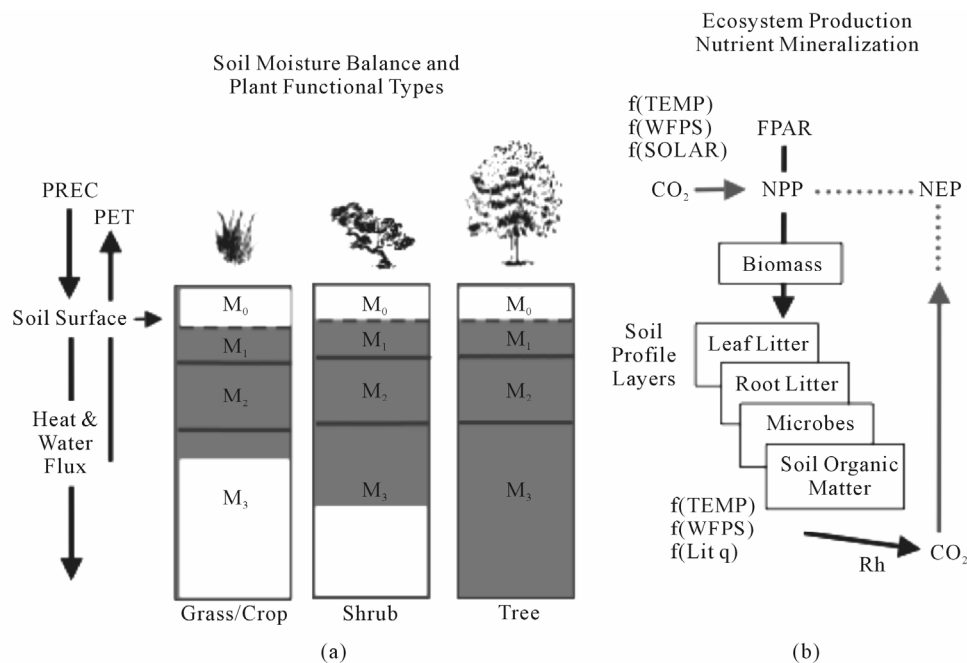 Soil Moisture Balance and
Plant Functional Types
PREC
PET
Soil Surface
Heat &
Water
Flux
M₀
M₁
M₂
M₃
Grass/Crop
M₀
M₁
M₂
M₃
Shrub
M₀
M₁
M₂
M₃
Tree
(a)
Ecosystem Production
Nutrient Mineralization
f(TEMP)
f(WFPS)
f(SOLAR)
FPAR
CO₂
NPP
NEP
Biomass
Soil
Profile
Layers
Leaf Litter
Root Litter
Microbes
Soil Organic
Matter
f(TEMP)
f(WFPS)
f(Lit q)
Rh
CO₂
(b)